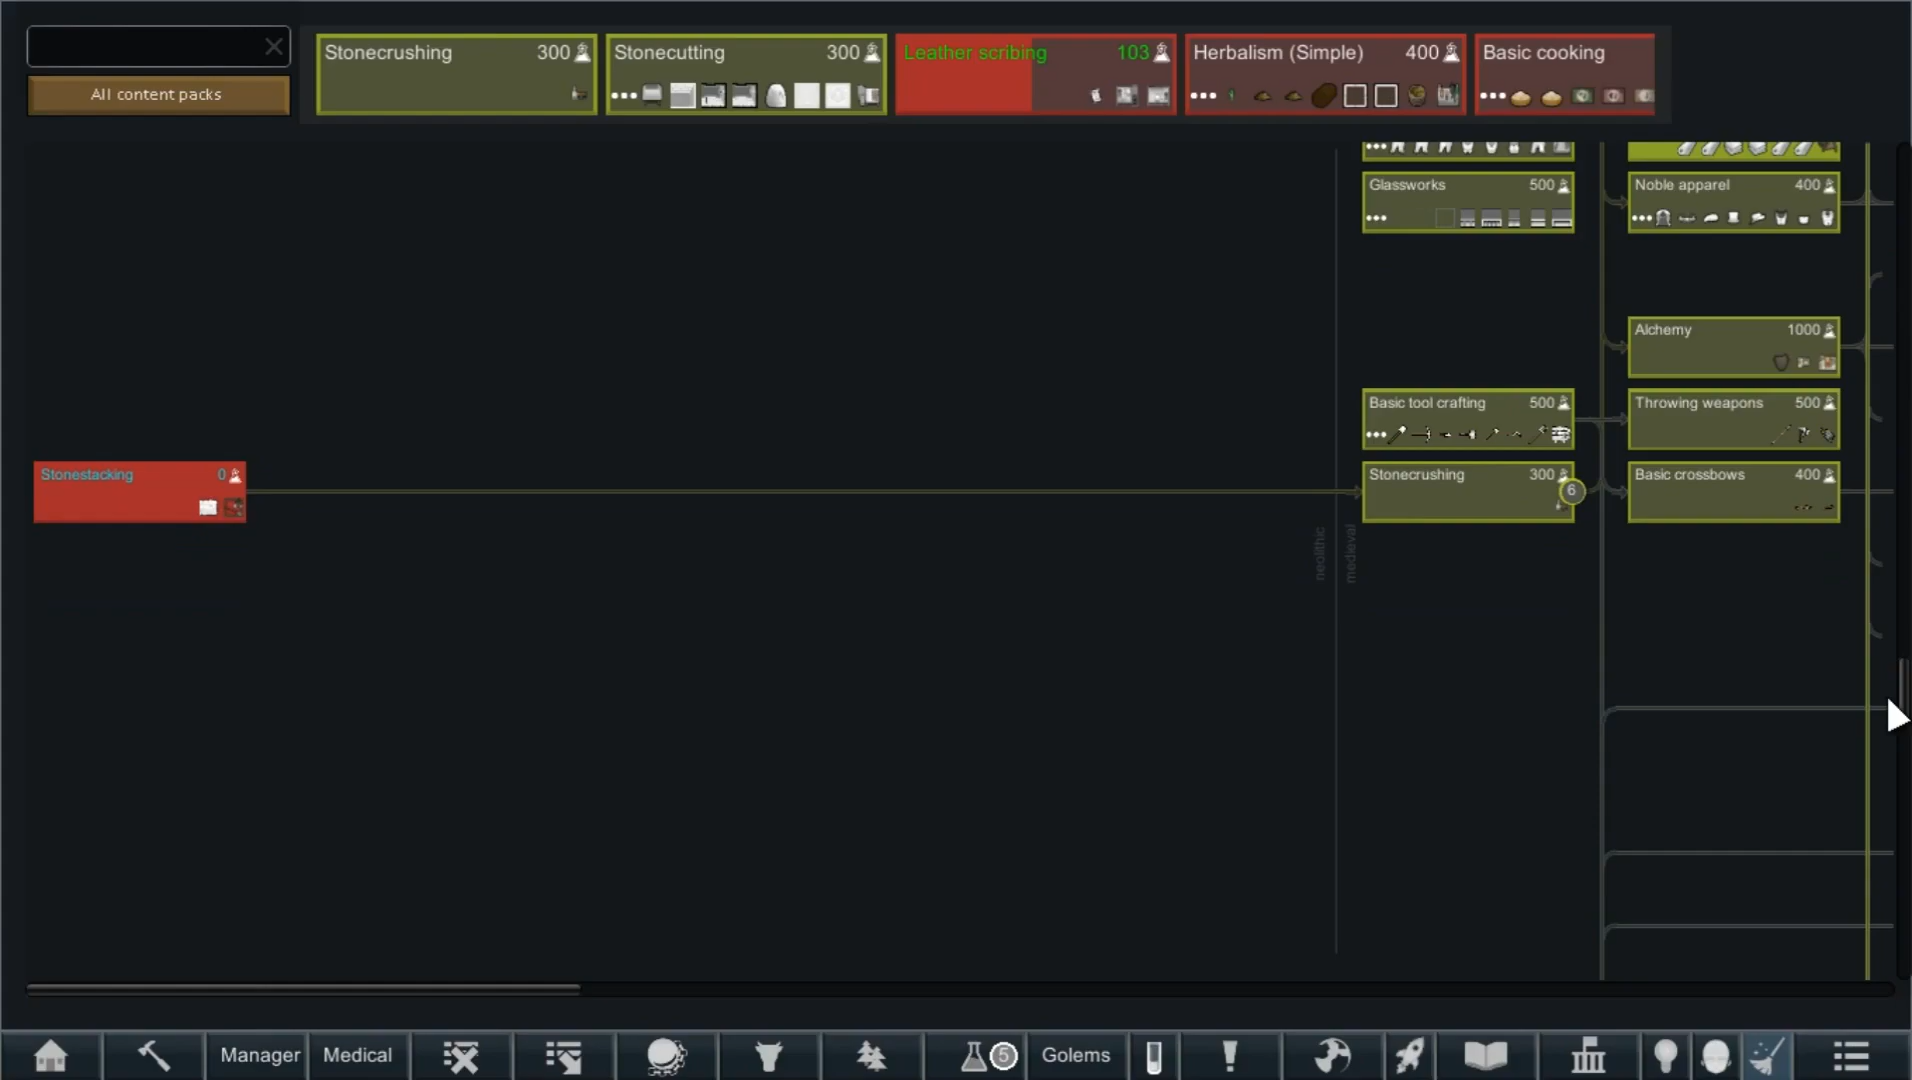 Stonecrushing 300
Stonecutting 300
Leather scribing 103
Herbalism (Simple) 400
Basic cooking
All content packs
Glassworks 500
Noble apparel 400
Alchemy 1000
Basic tool crafting 500
Throwing weapons 500
Stonestacking 0
Stonecrushing 300
6
Basic crossbows 400
neolithic
medieval
Manager
Medical
5
Golems